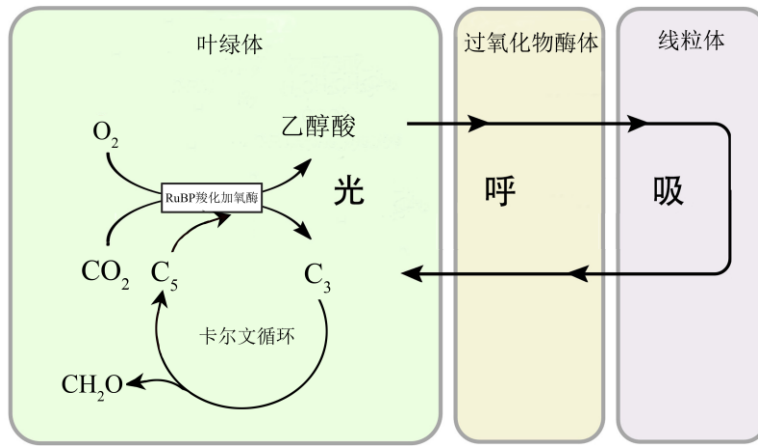 叶绿体
过氧化物酶体
线粒体
O₂
乙醇酸
RuBP羧化加氧酶
光
呼
吸
CO₂
C₅
C₃
卡尔文循环
CH₂O